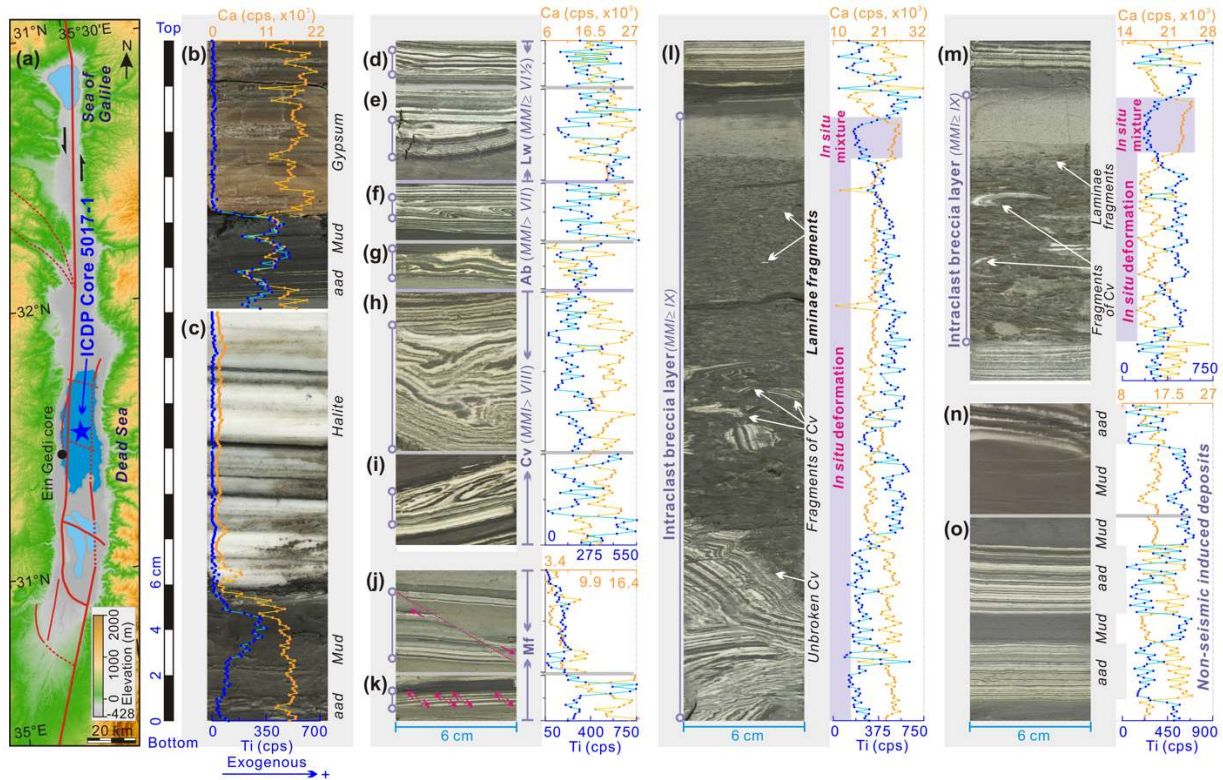 (a)
31°N
35°30'E
N
Sea of
Galilee
32°N
ICDP Core 5017-1
Ein Gedi core
Dead Sea
31°N
35°E
20 km
-428 0 1000 2000
Elevation (m)
Top
6 cm
4
2
0
Bottom
Ca (cps, x10³)
0 11 22
(b)
Gypsum
Mud
aad
(c)
Halite
Mud
aad
0 350 700
Ti (cps)
Exogenous +
(d)
(e)
(f)
(g)
(h)
(i)
(j)
(k)
6 cm
Lw (MMI≥ VI½)
Ab (MMI> VII)
Cv (MMI> VIII)
Mf
Ca (cps, x10³)
6 16.5 27
0 275 550
3.4 9.9 16.4
50 400 750
Ti (cps)
(l)
Intraclast breccia layer (MMI≥ IX)
Laminae fragments
Fragments of Cv
Unbroken Cv
6 cm
Ca (cps, x10³)
10 21 32
In situ
mixture
In situ deformation
0 375 750
Ti (cps)
(m)
Intraclast breccia layer (MMI≥ IX)
Laminae
fragments
Fragments
of Cv
Ca (cps, x10³)
14 21 28
In situ
mixture
In situ deformation
0 750
8 17.5 27
(n)
aad
Mud
(o)
Mud
aad
Mud
aad
6 cm
Non-seismic induced deposits
0 450 900
Ti (cps)